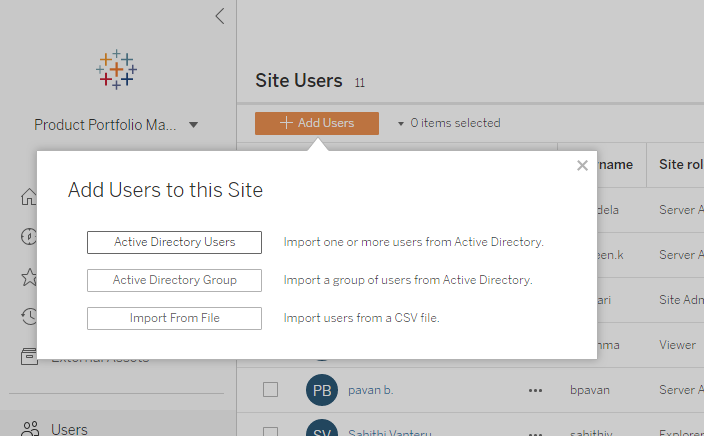 Site Users 11
Product Portfolio Ma...
Add Users
0 items selected
name
Site rol
Add Users to this Site
dela
Server A
Active Directory Users
Import one or more users from Active Directory.
een.k
Server A
Active Directory Group
Import a group of users from Active Directory.
ari
Site Adm
Import From File
Import users from a CSV file.
nma
Viewer
External Assets
PB
pavan b.
bpavan
Server A
Users
SV
Sahithi Vanteru
sahithiv
Explorer